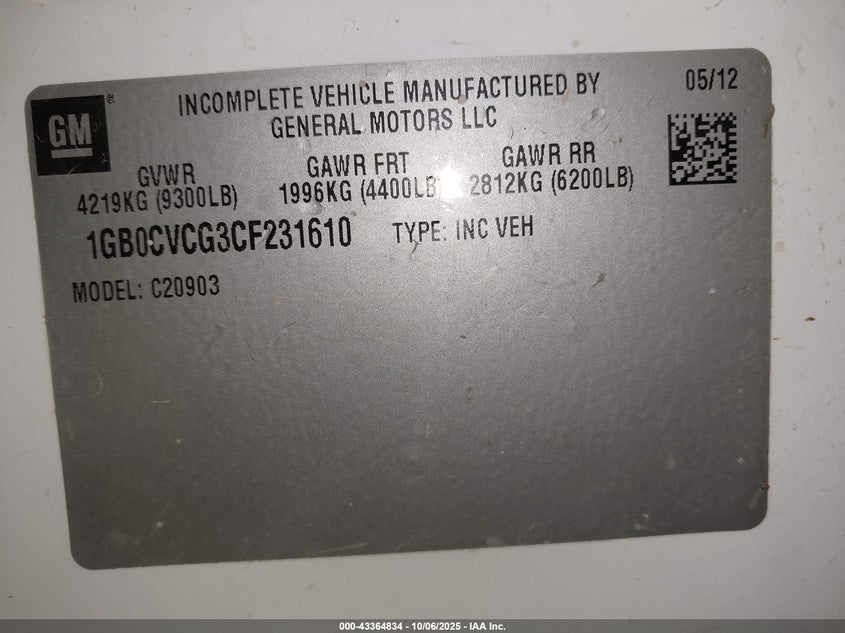 GM
®
INCOMPLETE VEHICLE MANUFACTURED BY
GENERAL MOTORS LLC
05/12
GVWR
4219KG (9300LB)
GAWR FRT
1996KG (4400LB)
GAWR RR
2812KG (6200LB)
1GB0CVCG3CF231610
TYPE: INC VEH
MODEL: C20903
000-43364834 - 10/06/2025 - IAA Inc.